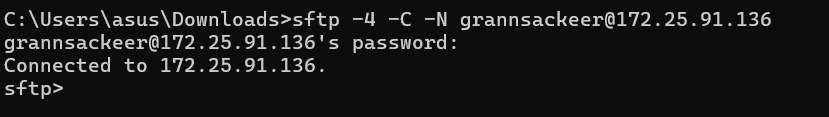 C:\Users\asus\Downloads>sftp -4 -C -N grannsackeer@172.25.91.136
grannsackeer@172.25.91.136's password:
Connected to 172.25.91.136.
sftp>